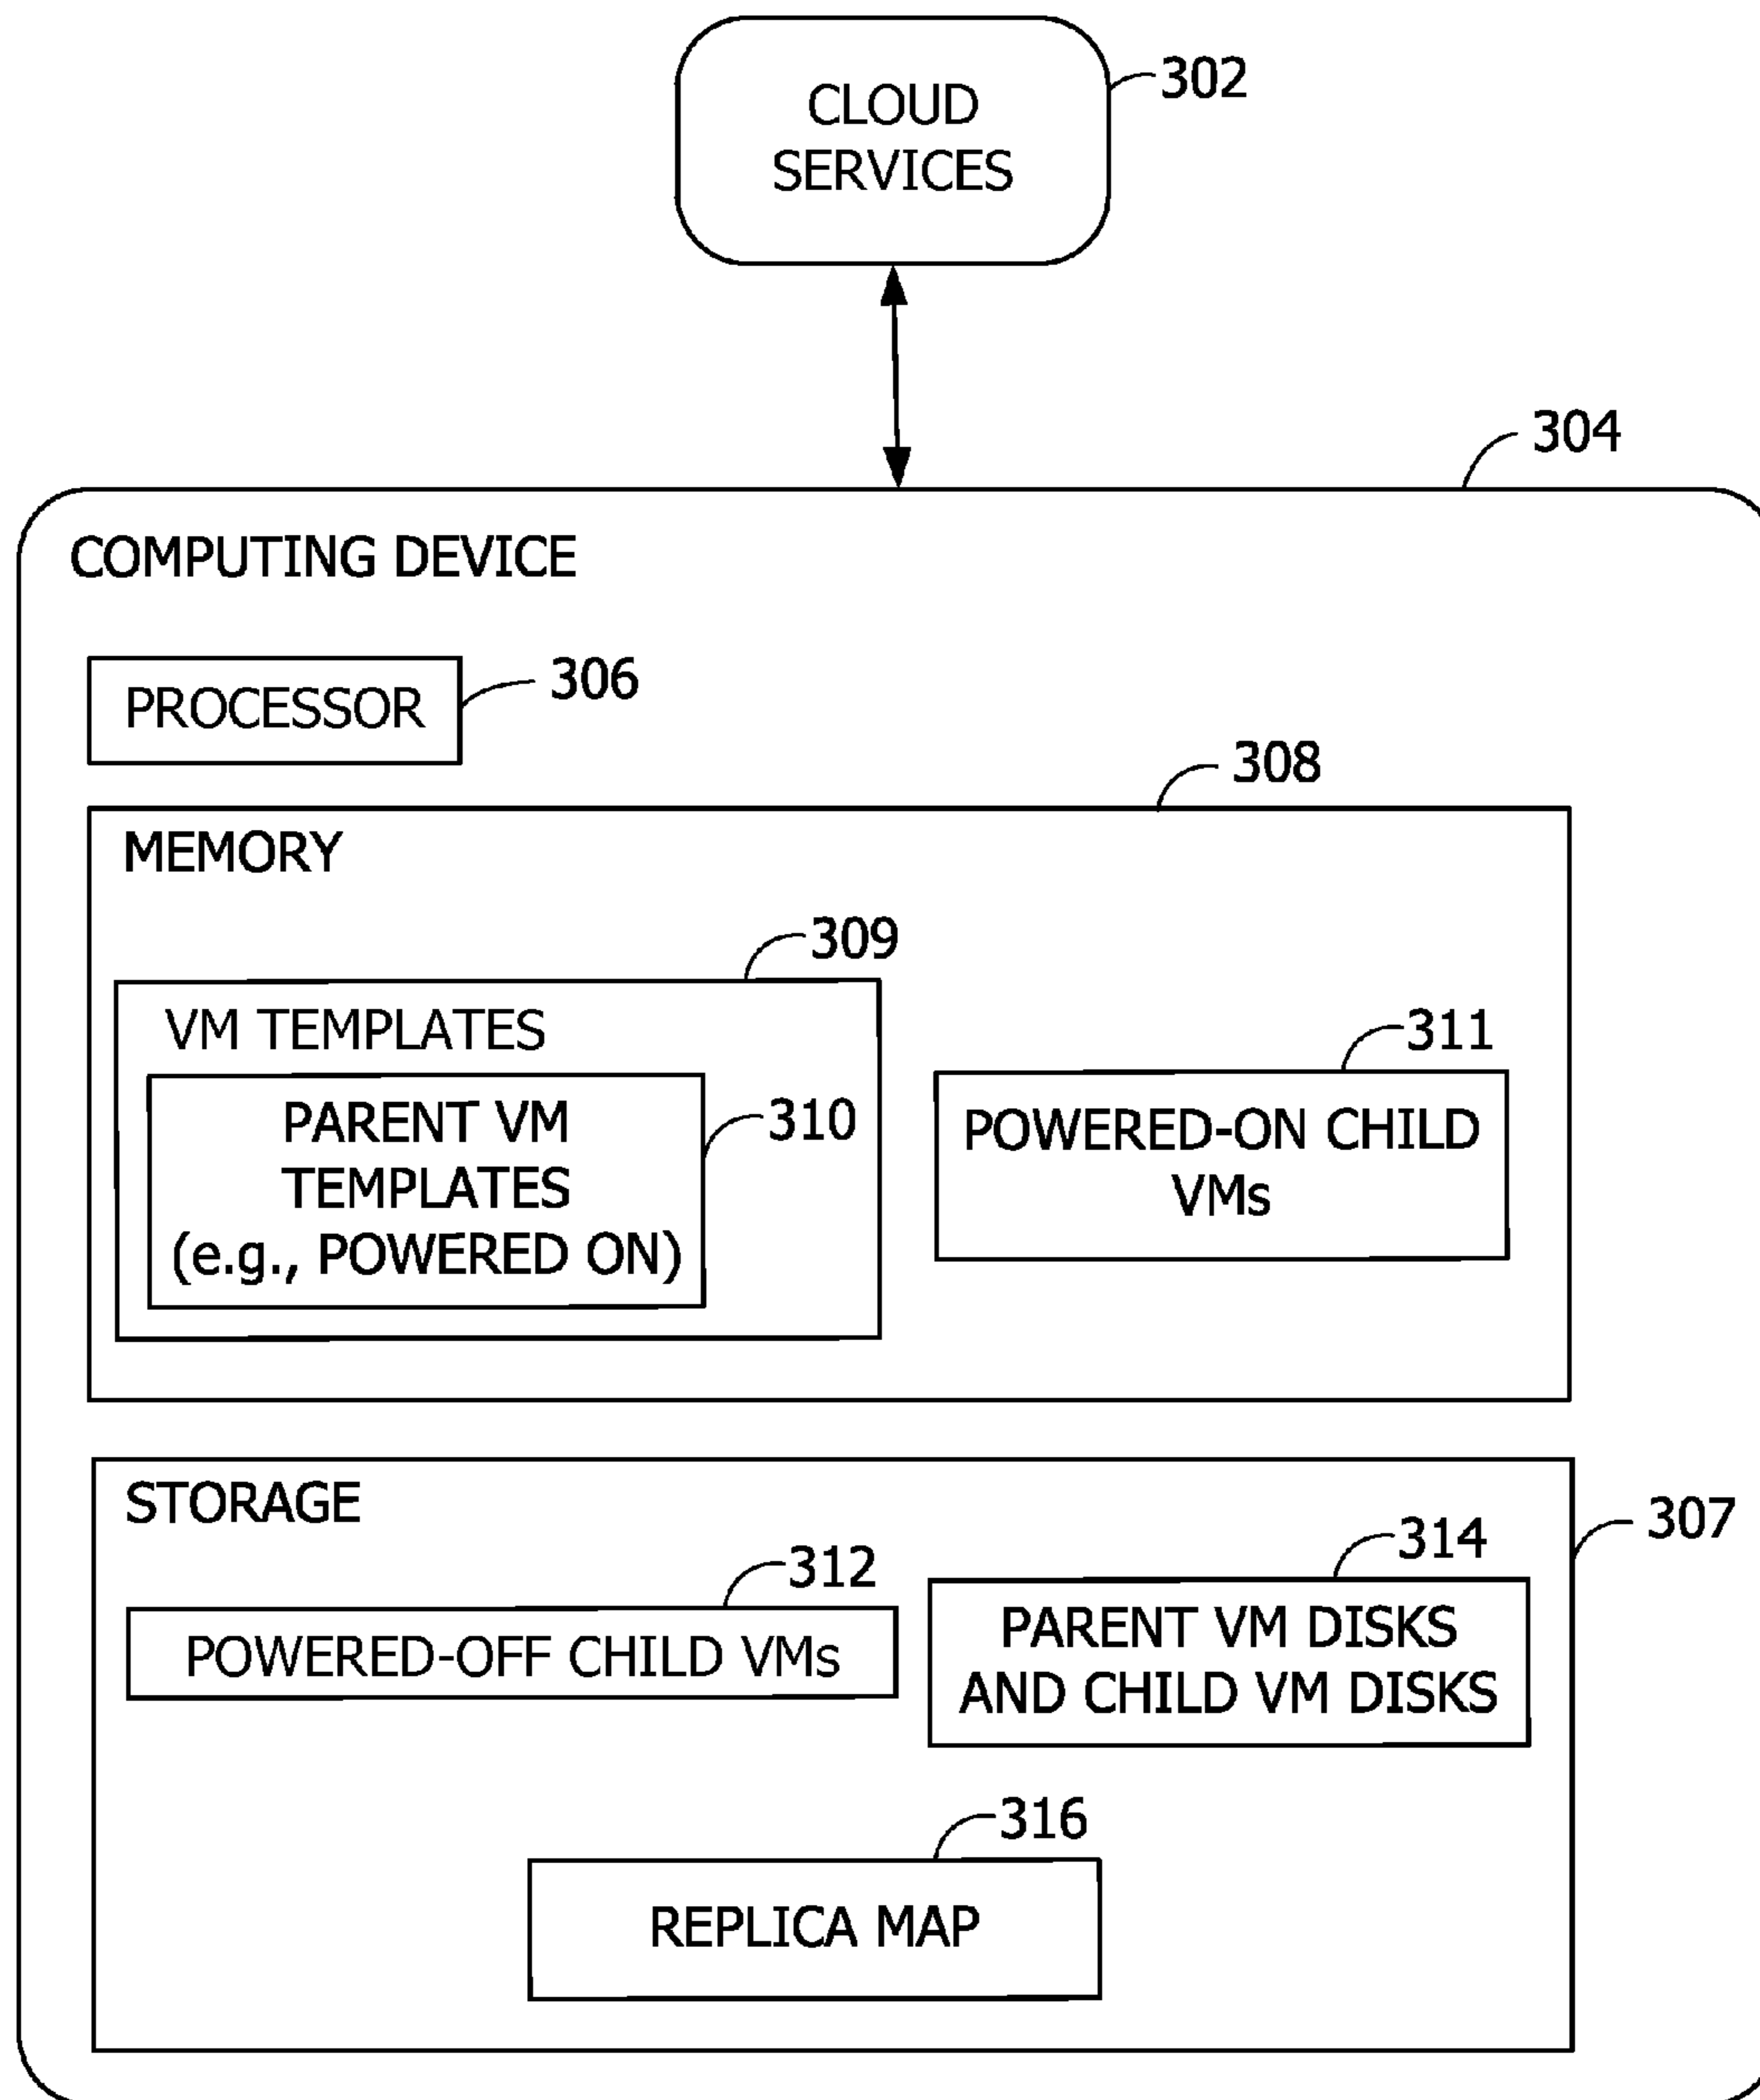 CLOUD
SERVICES
302
304
COMPUTING DEVICE
PROCESSOR
306
308
MEMORY
309
VM TEMPLATES
PARENT VM
TEMPLATES
(e.g., POWERED ON)
310
311
POWERED-ON CHILD
VMs
STORAGE
307
312
POWERED-OFF CHILD VMs
314
PARENT VM DISKS
AND CHILD VM DISKS
316
REPLICA MAP